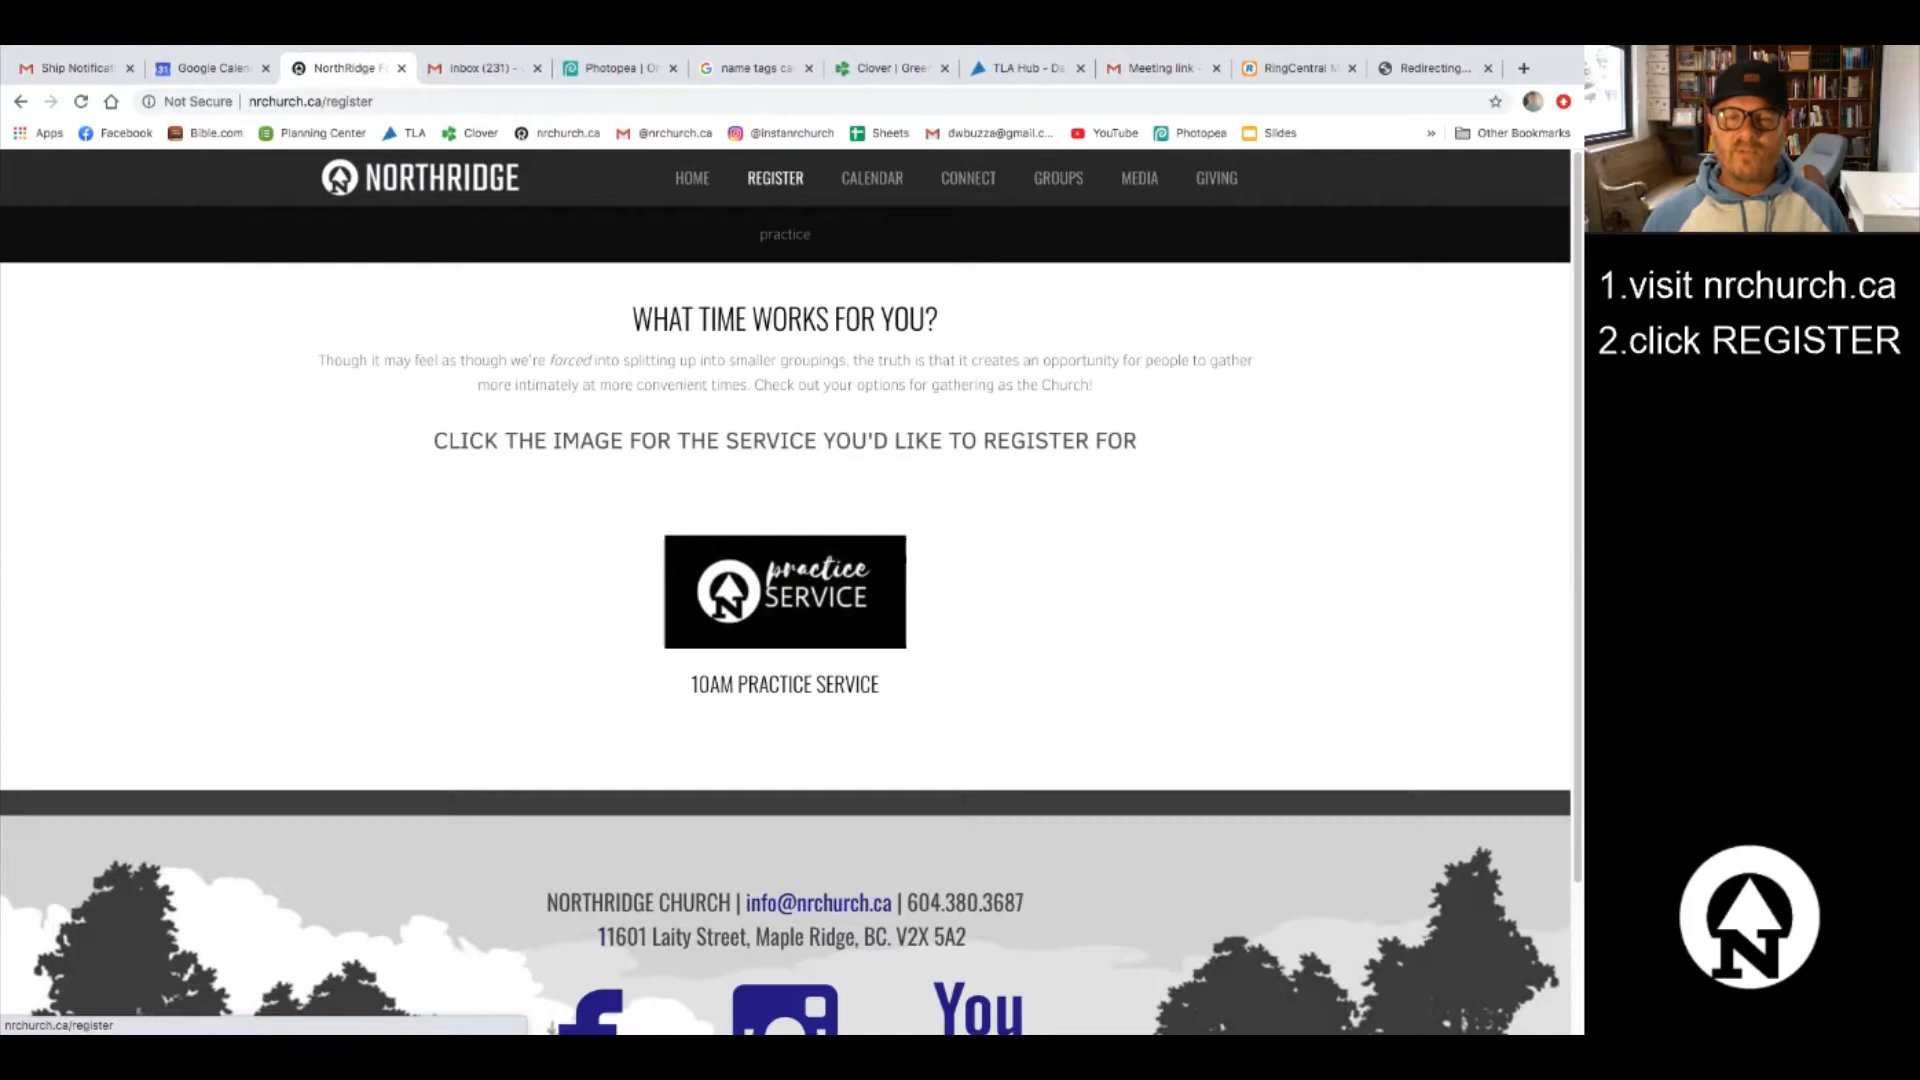 Ship Notificat
Google Calen
NorthRidge F
Inbox (231) -
Photopea | O
name tags ca
Clover | Gree
TLA Hub - Da
Meeting link -
RingCentral M
Redirecting...
Not Secure | nrchurch.ca/register
Apps
Facebook
Bible.com
Planning Center
TLA
Clover
nrchurch.ca
@nrchurch.ca
@instanrchurch
Sheets
dwbuzza@gmail.c...
YouTube
Photopea
Slides
»
Other Bookmarks
NORTHRIDGE
HOME
REGISTER
CALENDAR
CONNECT
GROUPS
MEDIA
GIVING
practice
WHAT TIME WORKS FOR YOU?
Though it may feel as though we're forced into splitting up into smaller groupings, the truth is that it creates an opportunity for people to gather
more intimately at more convenient times. Check out your options for gathering as the Church!
CLICK THE IMAGE FOR THE SERVICE YOU'D LIKE TO REGISTER FOR
N practice
SERVICE
10AM PRACTICE SERVICE
NORTHRIDGE CHURCH | info@nrchurch.ca | 604.380.3687
11601 Laity Street, Maple Ridge, BC. V2X 5A2
You
nrchurch.ca/register
1.visit nrchurch.ca
2.click REGISTER
N